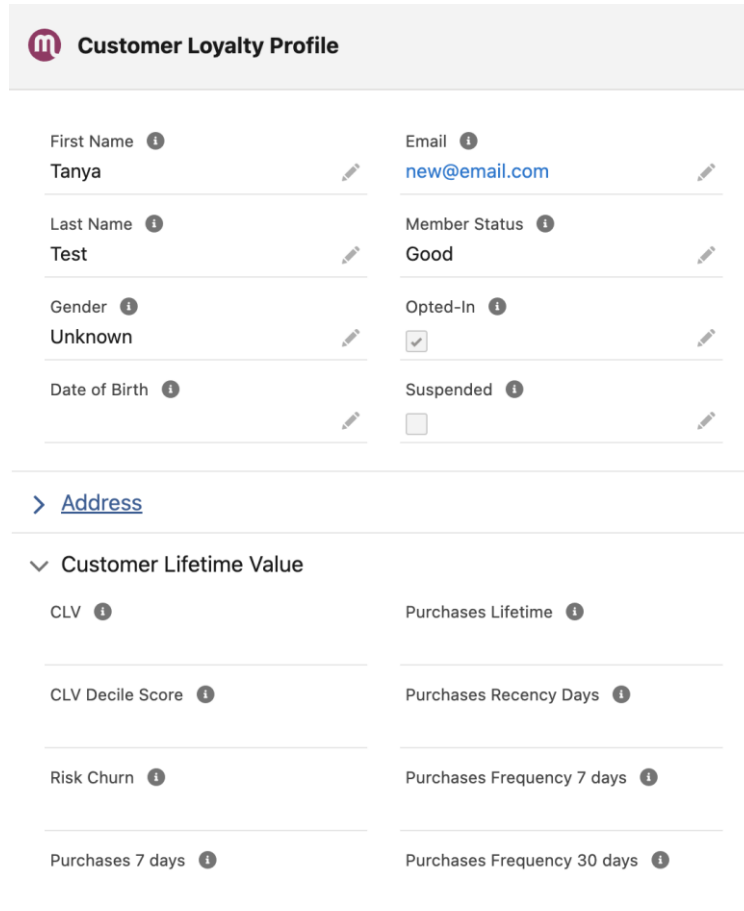 Customer Loyalty Profile
First Name
Tanya
Email
new@email.com
Last Name
Test
Member Status
Good
Gender
Unknown
Opted-In
Date of Birth
Suspended
Address
Customer Lifetime Value
CLV
Purchases Lifetime
CLV Decile Score
Purchases Recency Days
Risk Churn
Purchases Frequency 7 days
Purchases 7 days
Purchases Frequency 30 days